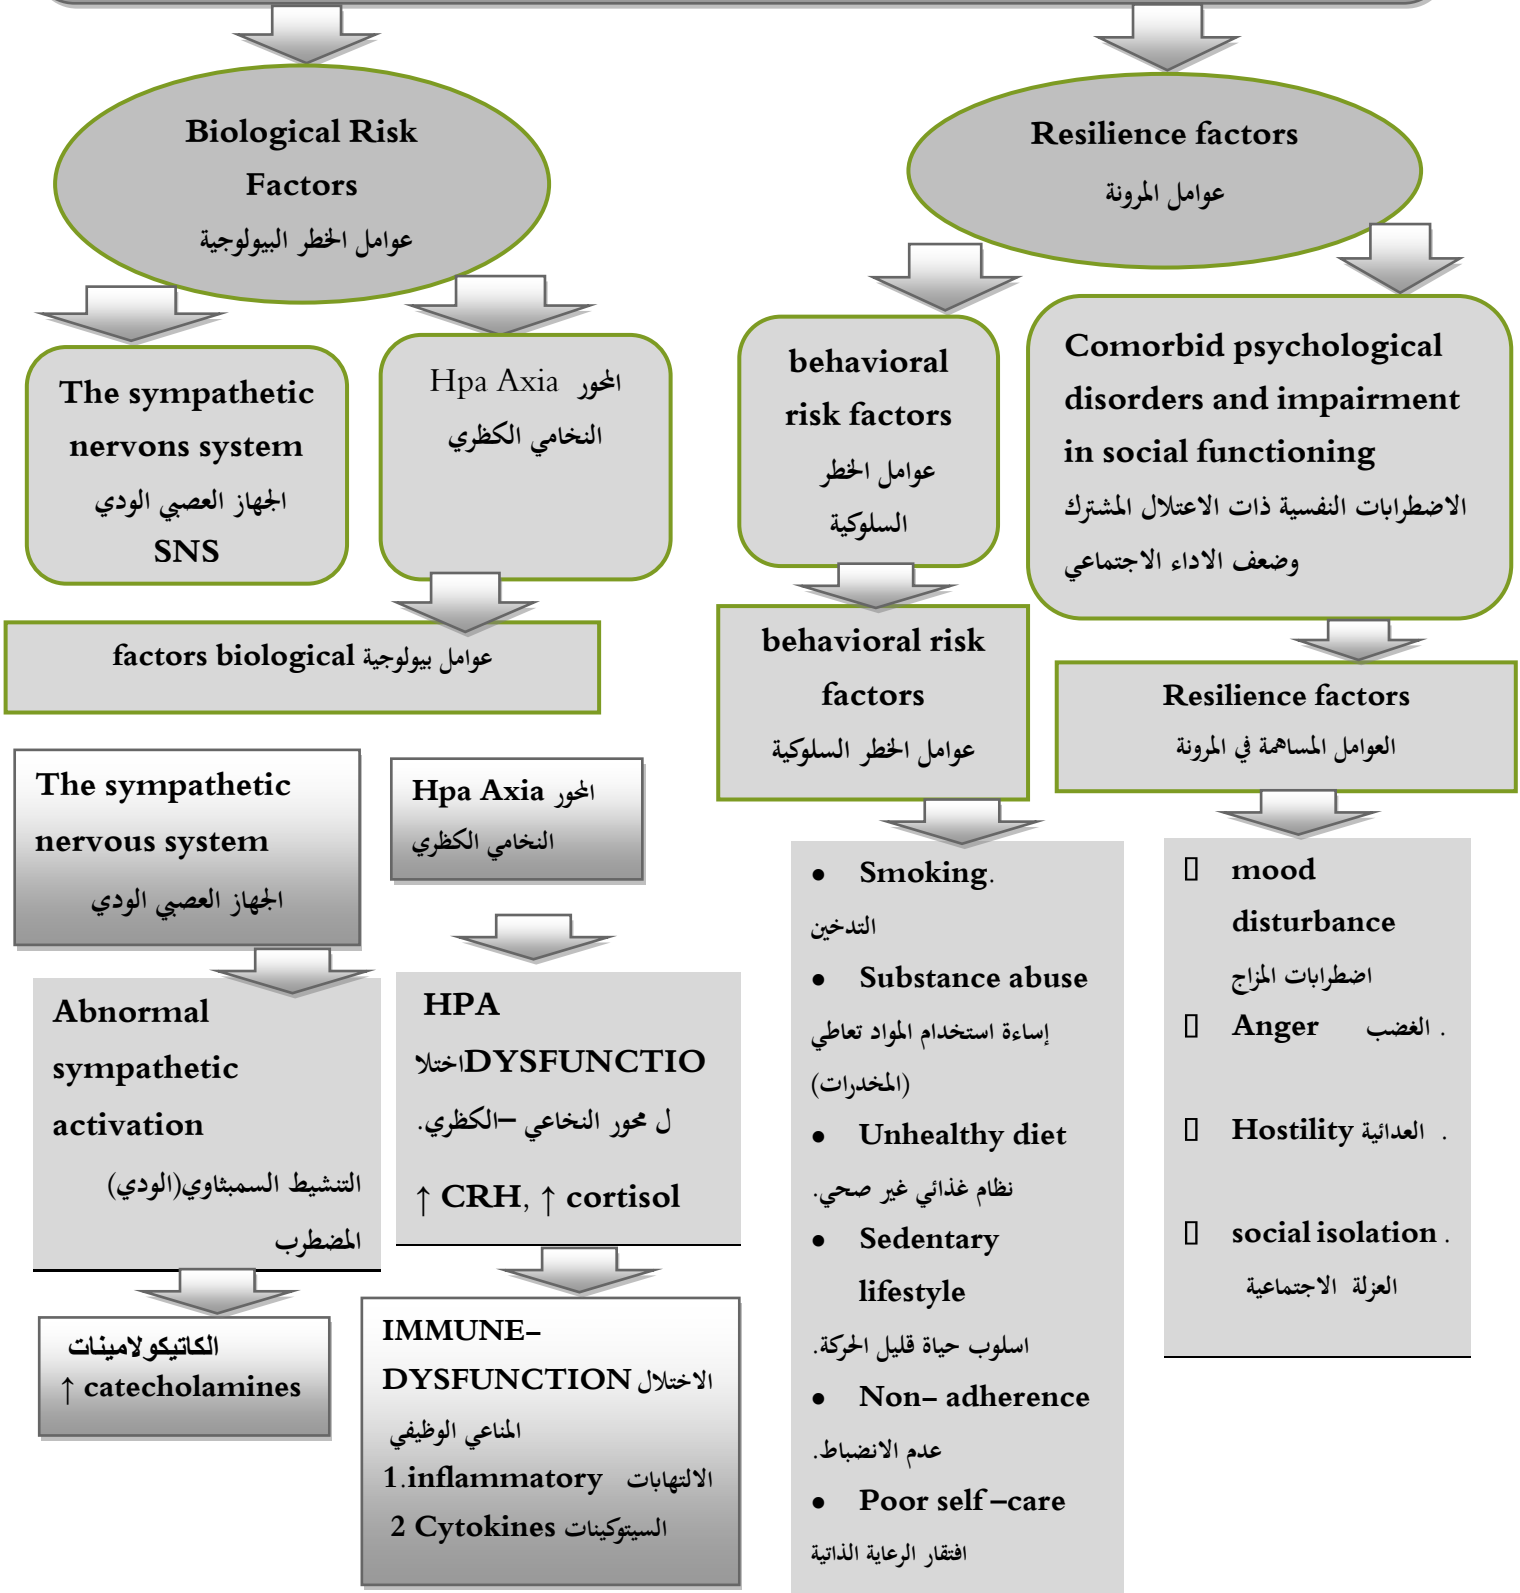 Biological Risk
Factors
عوامل الخطر البيولوجية
Resilience factors
عوامل المرونة
The sympathetic
nervons system
الجهاز العصبي الودي
SNS
Hpa Axia المحور
النخامي الكظري
behavioral
risk factors
عوامل الخطر
السلوكية
Comorbid psychological
disorders and impairment
in social functioning
الاضطرابات النفسية ذات الاعتلال المشترك
وضعف الاداء الاجتماعي
factors biological عوامل بيولوجية
behavioral risk
factors
عوامل الخطر السلوكية
Resilience factors
العوامل المساهمة في المرونة
The sympathetic
nervous system
الجهاز العصبي الودي
Hpa Axia المحور
النخامي الكظري
Abnormal
sympathetic
activation
التنشيط السمبثاوي(الودي)
المضطرب
HPA
DYSFUNCTIO اختلا
ل محور النخاعي –الكظري.
↑ CRH, ↑ cortisol
الكاتيكولامينات
↑ catecholamines
IMMUNE–
DYSFUNCTION الاختلال
المناعي الوظيفي
1.inflammatory الالتهابات
2 Cytokines السيتوكينات
• Smoking.
التدخين
• Substance abuse
إساءة استخدام المواد تعاطي
(المخدرات)
• Unhealthy diet
نظام غذائي غير صحي.
• Sedentary
lifestyle
اسلوب حياة قليل الحركة.
• Non– adherence
عدم الانضباط.
• Poor self –care
افتقار الرعاية الذاتية
▯ mood
disturbance
اضطرابات المزاج
▯ Anger الغضب .
▯ Hostility العدائية .
▯ social isolation .
العزلة الاجتماعية